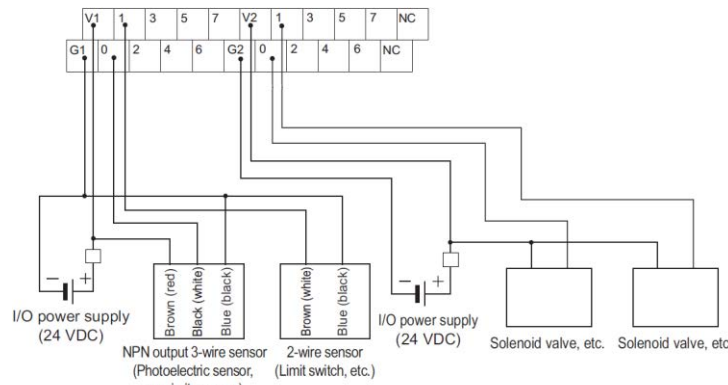 V1 1 3 5 7 V2 1 3 5 7 NC
G1 0 2 4 6 G2 0 2 4 6 NC
Brown (red)
Black (white)
Blue (black)
Brown (white)
Blue (black)
− +
I/O power supply
(24 VDC)
NPN output 3-wire sensor
(Photoelectric sensor,
2-wire sensor
(Limit switch, etc.)
− +
I/O power supply
(24 VDC)
Solenoid valve, etc.
Solenoid valve, etc